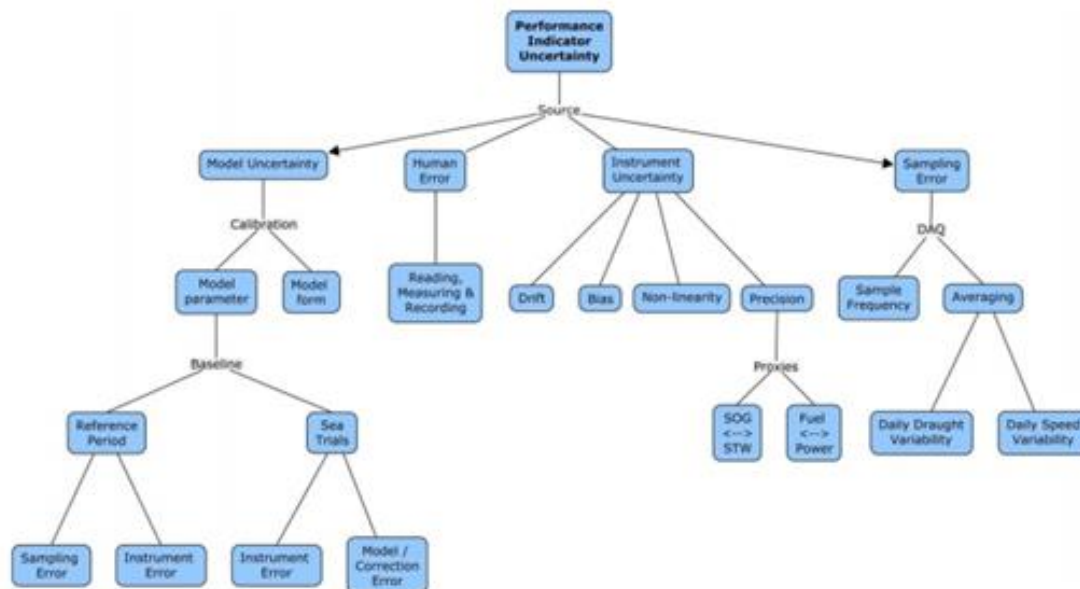 Performance
Indicator
Uncertainty
Source
Model Uncertainty
Human
Error
Instrument
Uncertainty
Sampling
Error
Calibration
DAQ
Model
parameter
Model
form
Reading,
Measuring &
Recording
Drift
Bias
Non-linearity
Precision
Sample
Frequency
Averaging
Baseline
Proxies
Reference
Period
Sea
Trials
SOG
<-->
STW
Fuel
<-->
Power
Daily Draught
Variability
Daily Speed
Variability
Sampling
Error
Instrument
Error
Instrument
Error
Model /
Correction
Error